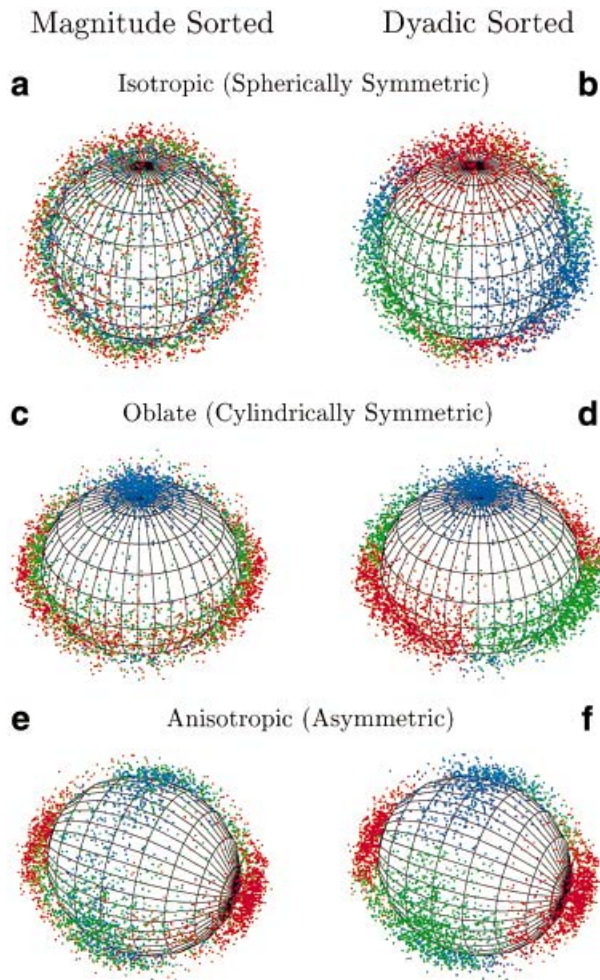 Magnitude Sorted Dyadic Sorted
a Isotropic (Spherically Symmetric) b
c Oblate (Cylindrically Symmetric) d
e Anisotropic (Asymmetric) f